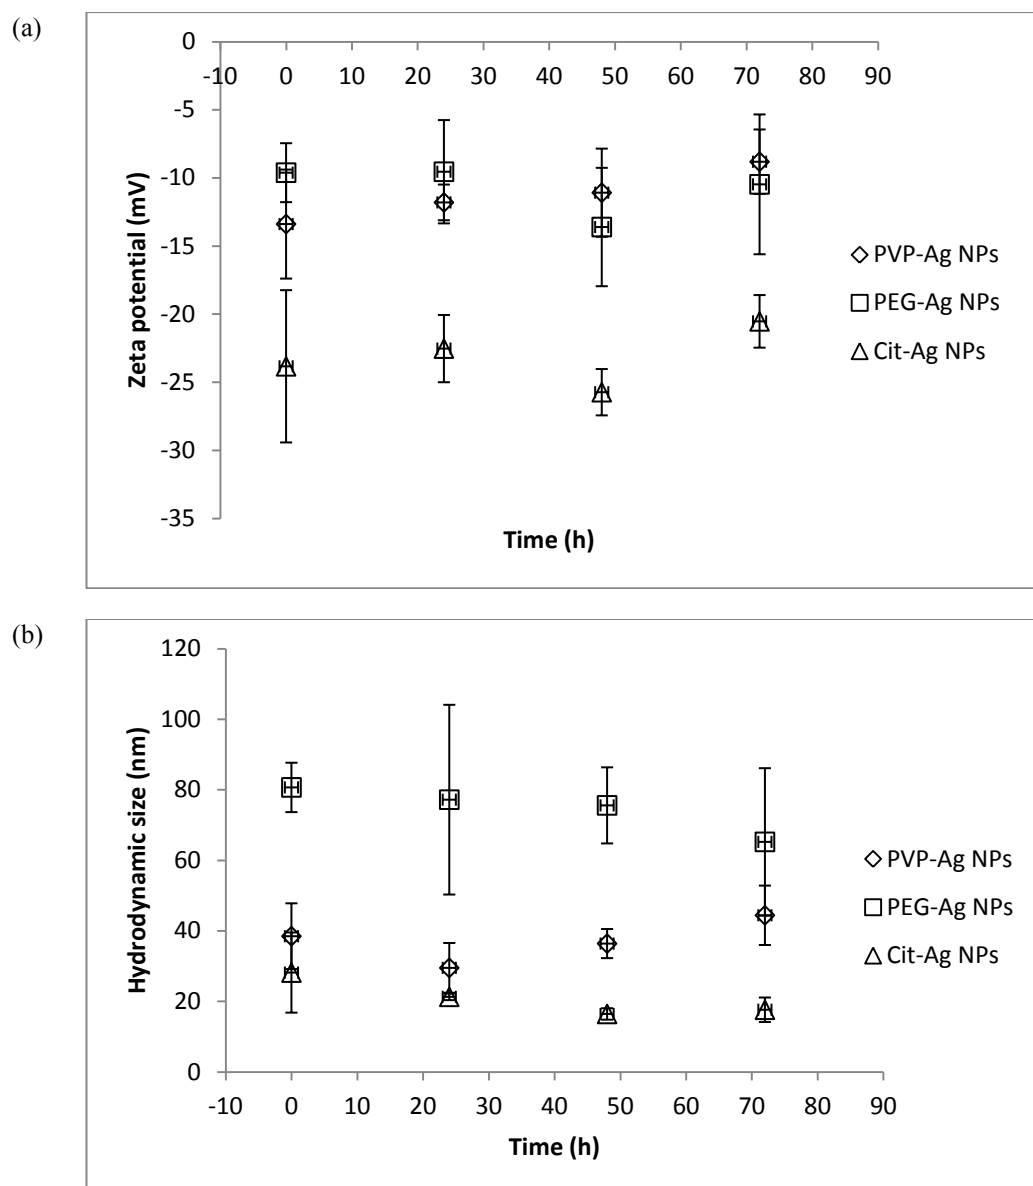 (a)
0
-10 0 10 20 30 40 50 60 70 80 90
-5
-10
-15
-20
-25
-30
-35
Zeta potential (mV)
Time (h)
PVP-Ag NPs
PEG-Ag NPs
Cit-Ag NPs
(b)
120
100
80
60
40
20
0
-10 0 10 20 30 40 50 60 70 80 90
Hydrodynamic size (nm)
Time (h)
PVP-Ag NPs
PEG-Ag NPs
Cit-Ag NPs